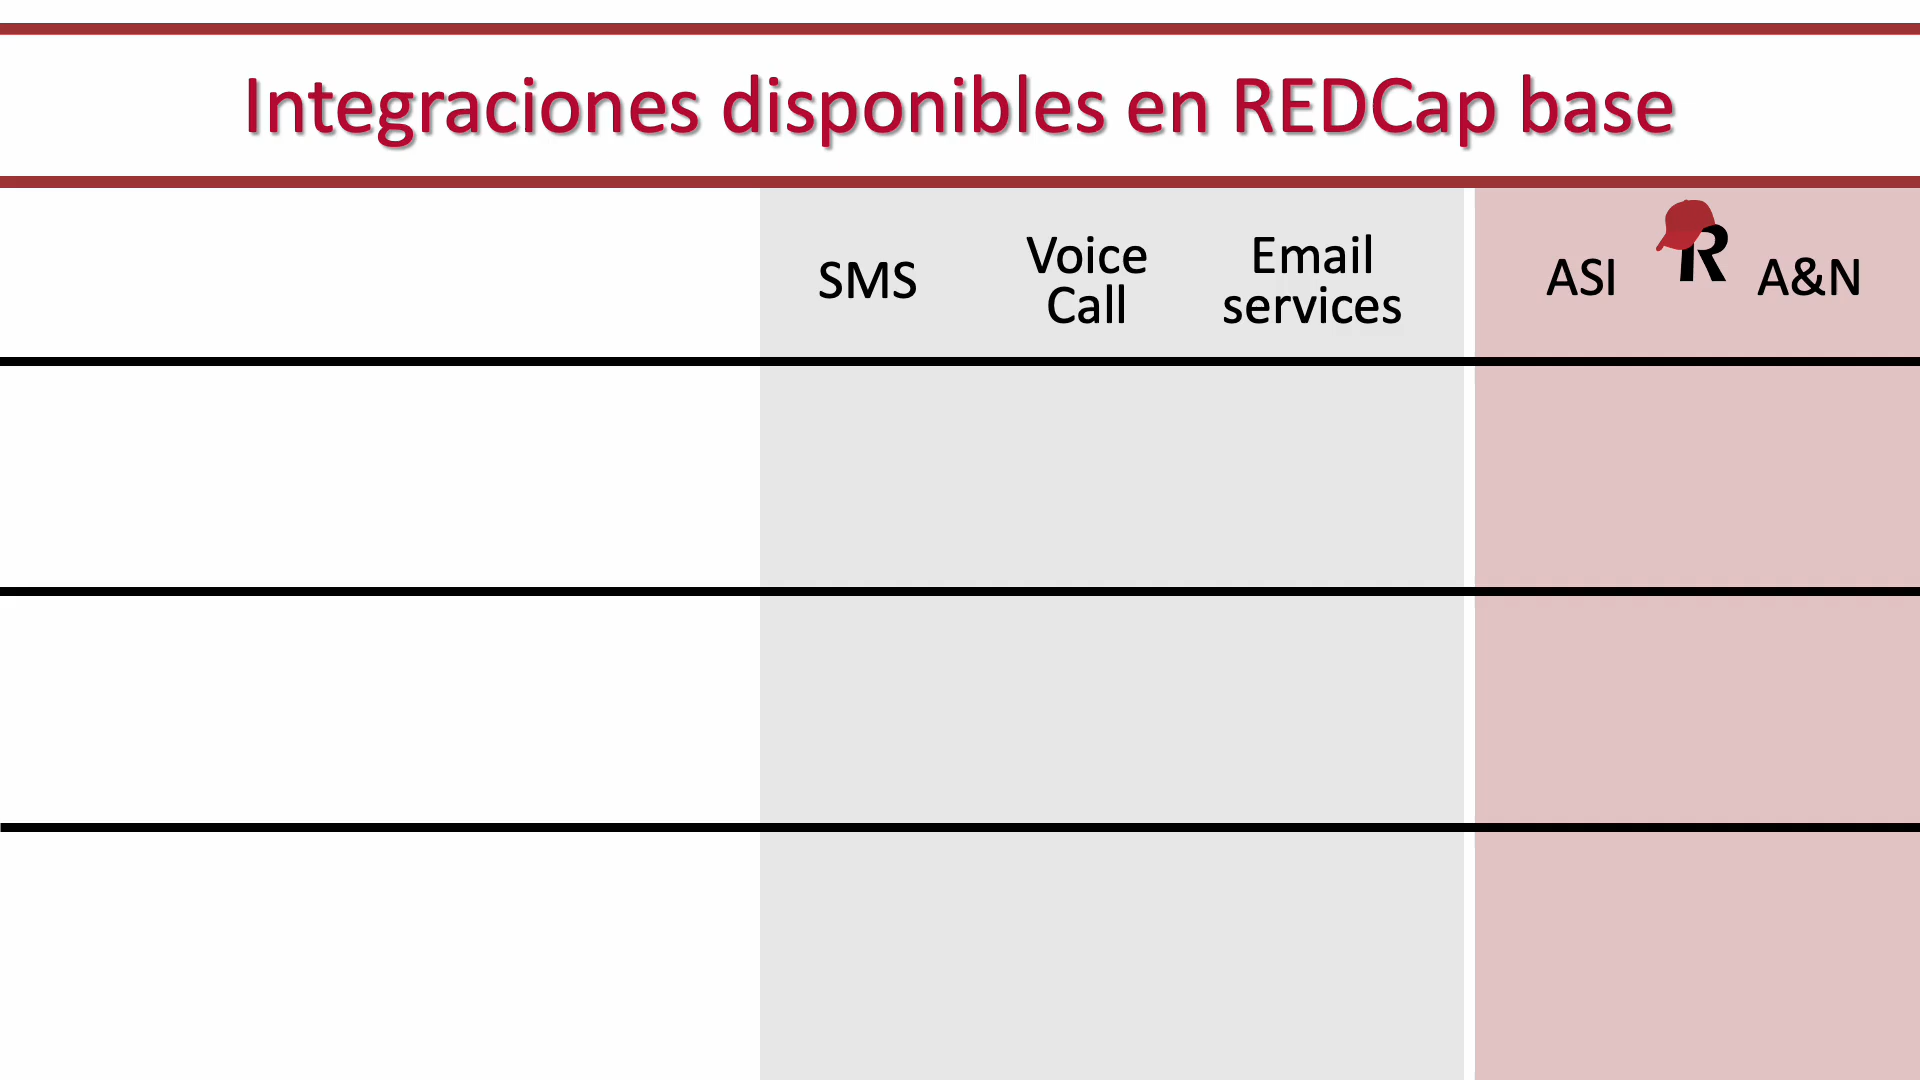 Integraciones disponibles en REDCap base
SMS
Voice
Call
Email
services
ASI
R
A&N